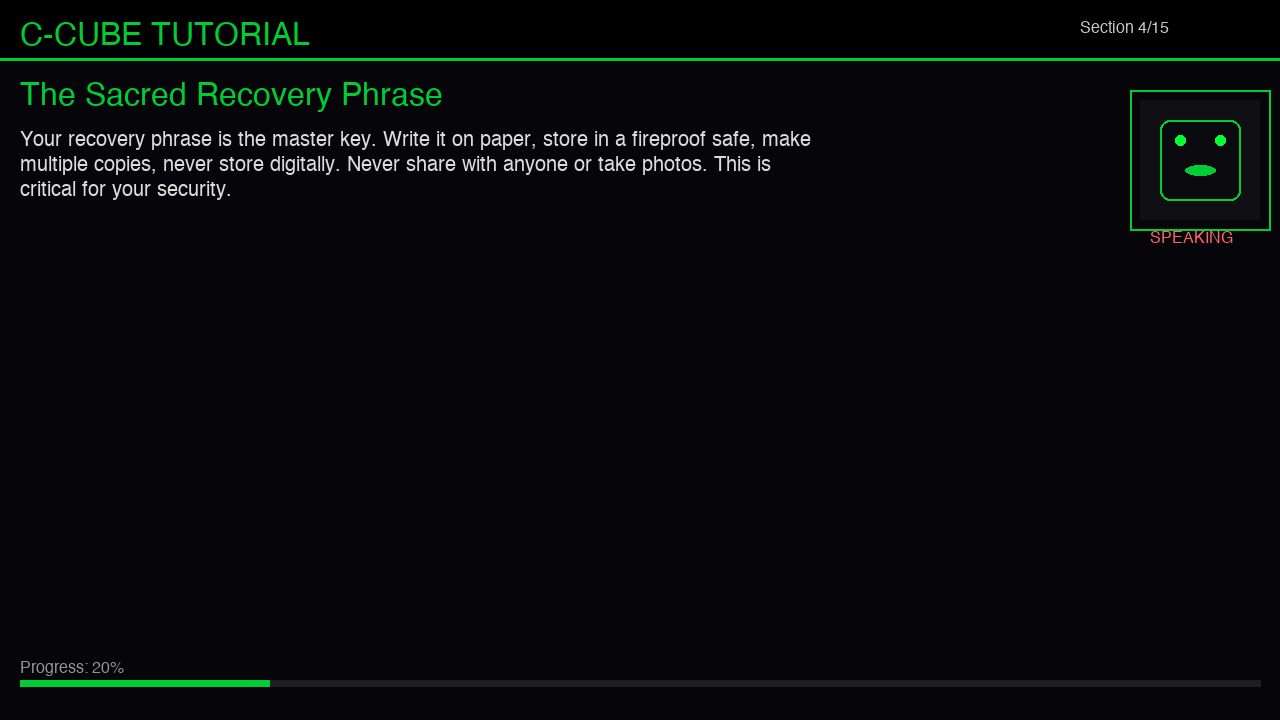 C-CUBE TUTORIAL
Section 4/15
The Sacred Recovery Phrase
Your recovery phrase is the master key. Write it on paper, store in a fireproof safe, make
multiple copies, never store digitally. Never share with anyone or take photos. This is
critical for your security.
SPEAKING
Progress: 20%